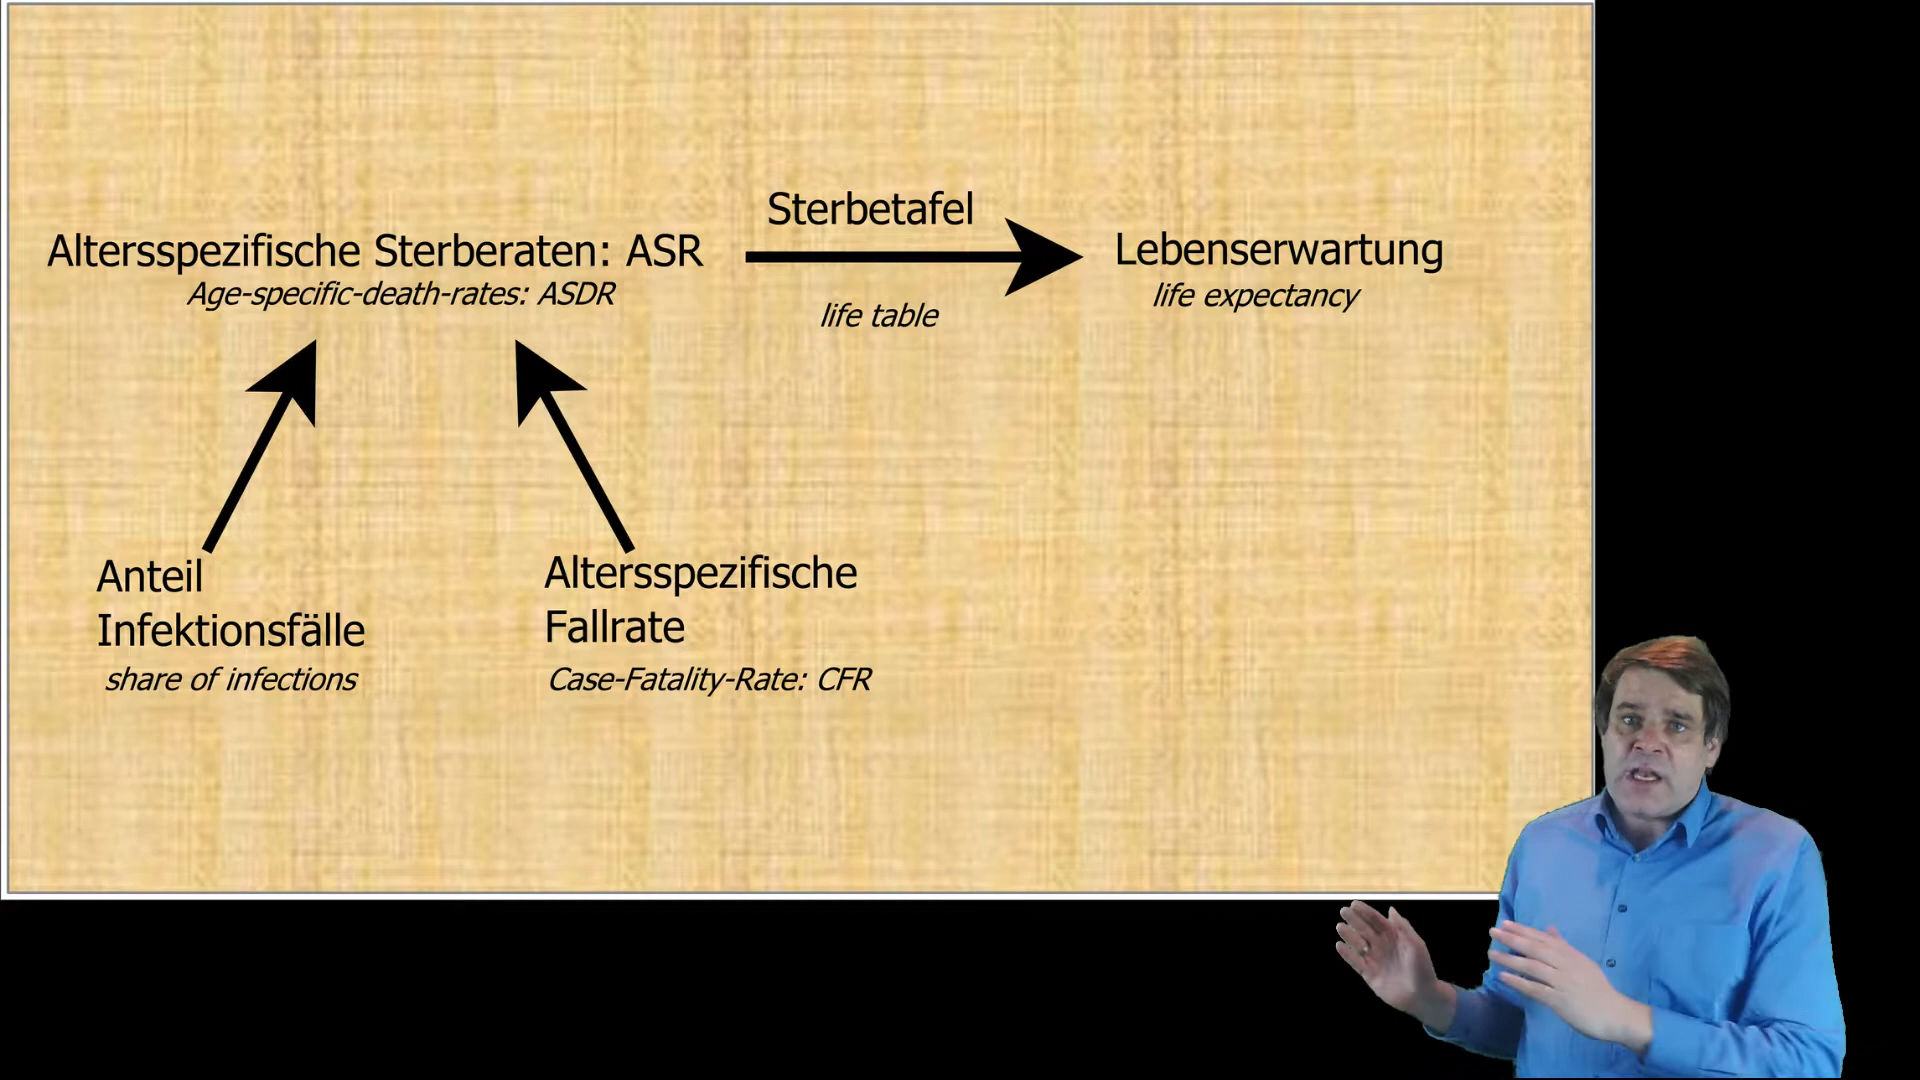 Sterbetafel
Altersspezifische Sterberaten: ASR
Lebenserwartung
Age-specific-death-rates: ASDR
life expectancy
life table
Anteil
Infektionsfälle
share of infections
Altersspezifische
Fallrate
Case-Fatality-Rate: CFR